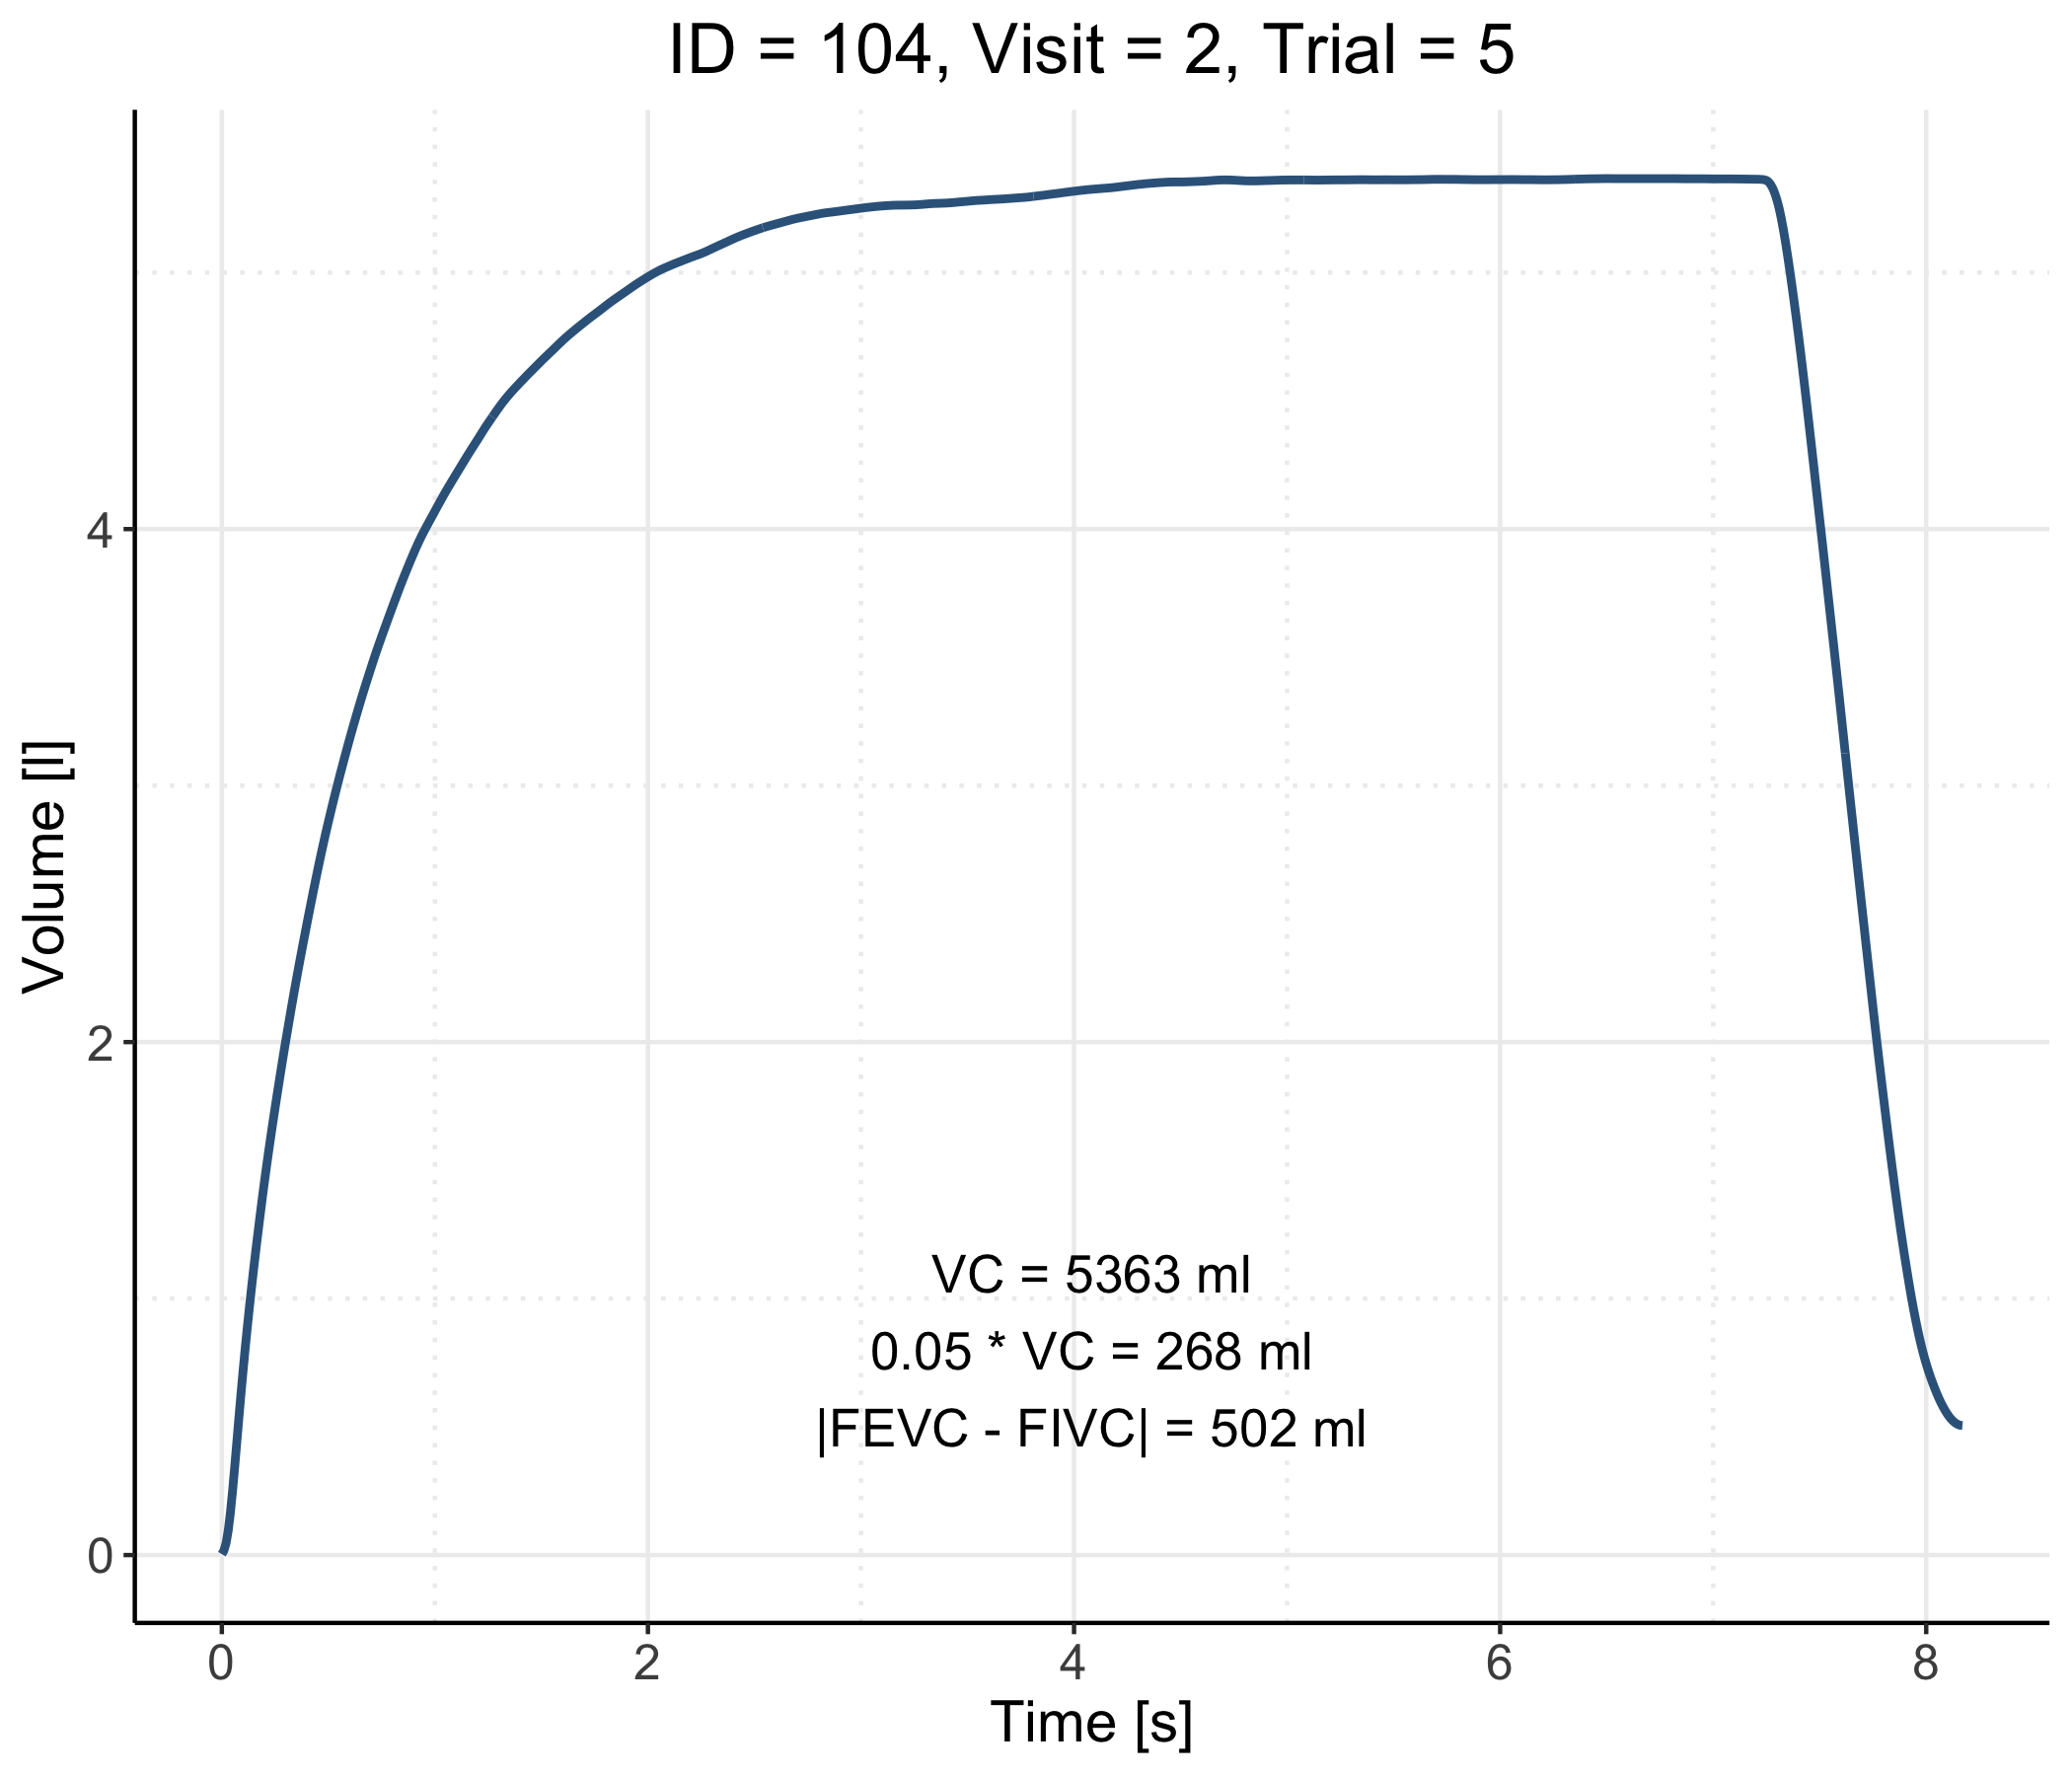 ID = 104, Visit = 2, Trial = 5
Volume [l]
4
2
0
VC = 5363 ml
0.05 * VC = 268 ml
|FEVC - FIVC| = 502 ml
0 2 4 6 8
Time [s]